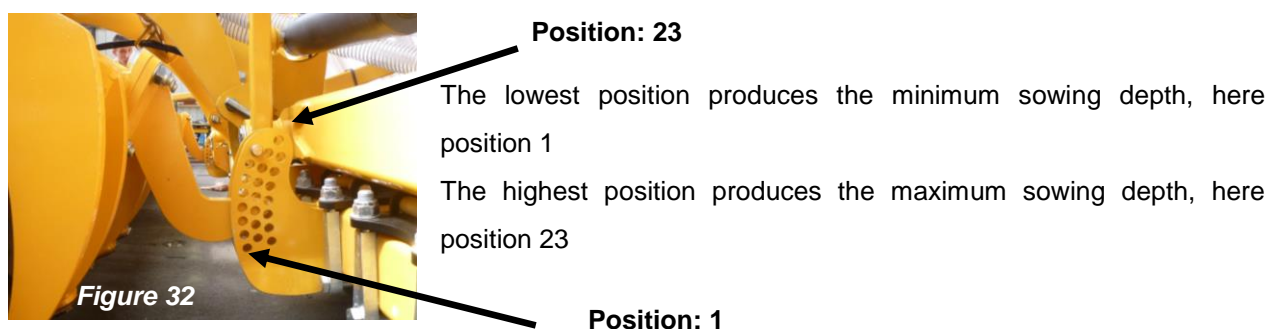 Position: 23
The lowest position produces the minimum sowing depth, here
position 1
The highest position produces the maximum sowing depth, here
position 23
Figure 32
Position: 1